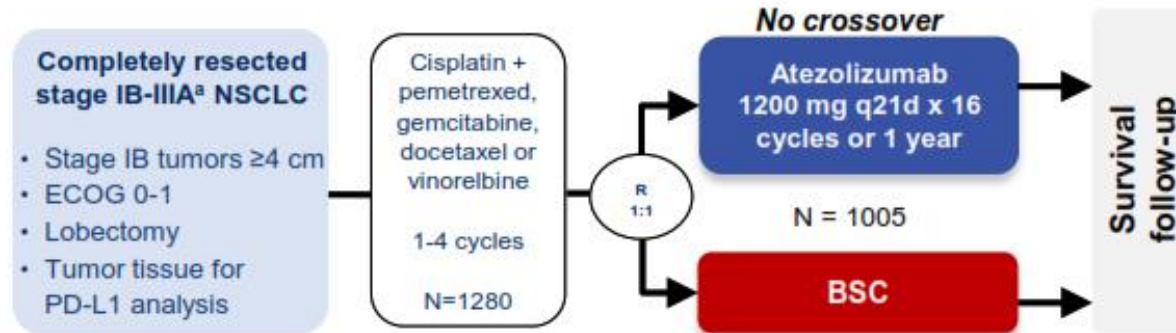 Completely resected
stage IB-IIIAª NSCLC
• Stage IB tumors ≥4 cm
• ECOG 0-1
• Lobectomy
• Tumor tissue for
PD-L1 analysis
Cisplatin +
pemetrexed,
gemcitabine,
docetaxel or
vinorelbine
1-4 cycles
N=1280
R
1:1
No crossover
Atezolizumab
1200 mg q21d x 16
cycles or 1 year
N = 1005
BSC
Survival
follow-up